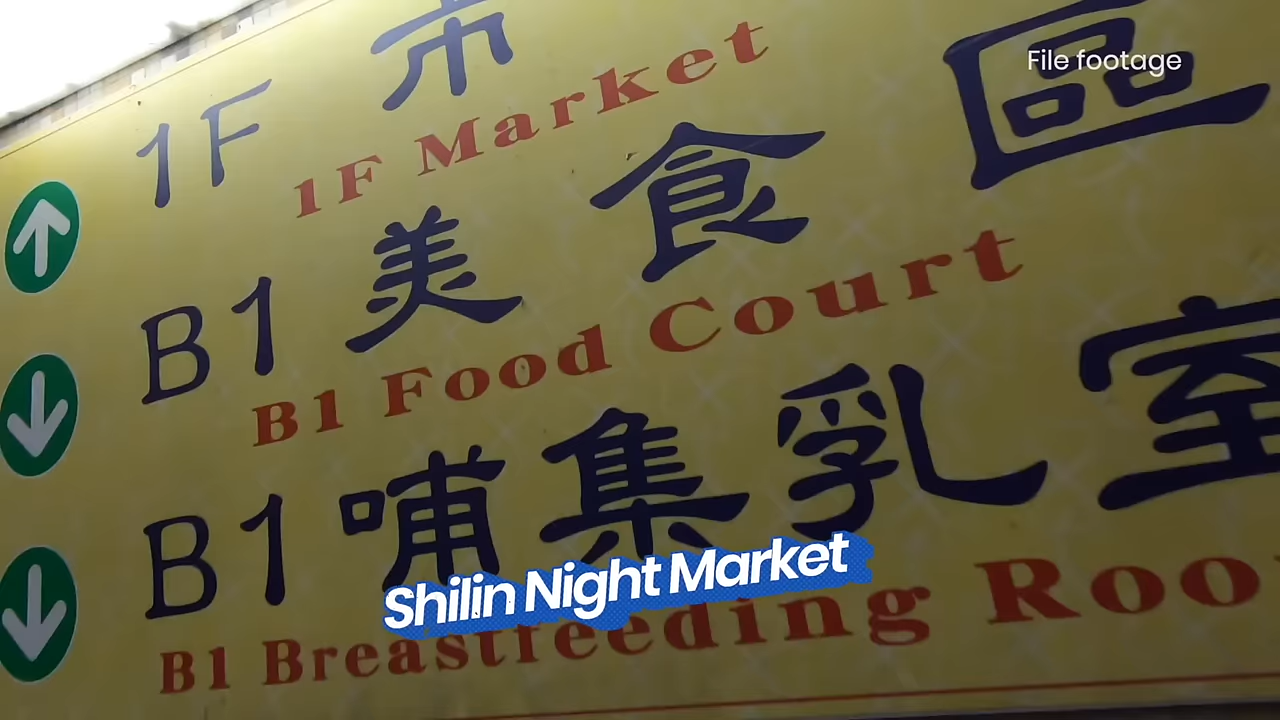 File footage
1F 市
1F Market
B1 美食區
B1 Food Court
B1 哺集乳室
B1 Breastfeeding Roo
Shilin Night Market